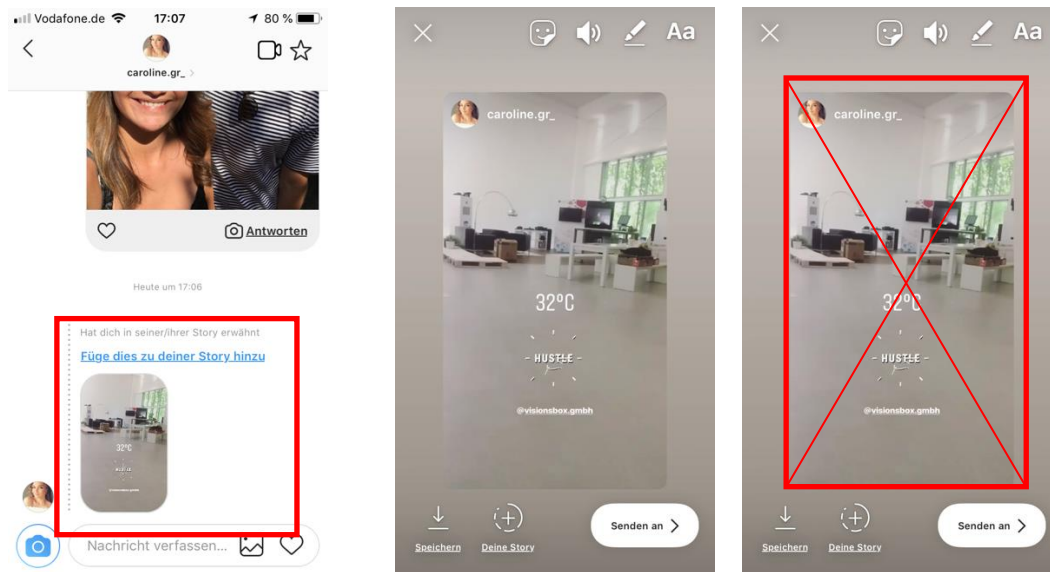 Vodafone.de 17:07 80 %
caroline.gr_
Antworten
Heute um 17:06
Hat dich in seiner/ihrer Story erwähnt
Füge dies zu deiner Story hinzu
32°C
Nachricht verfassen...
Aa
caroline.gr_
32°C
- HUSTLE -
@visionsbox.gmbh
Speichern
Deine Story
Senden an
Aa
caroline.gr_
32°C
- HUSTLE -
@visionsbox.gmbh
Speichern
Deine Story
Senden an